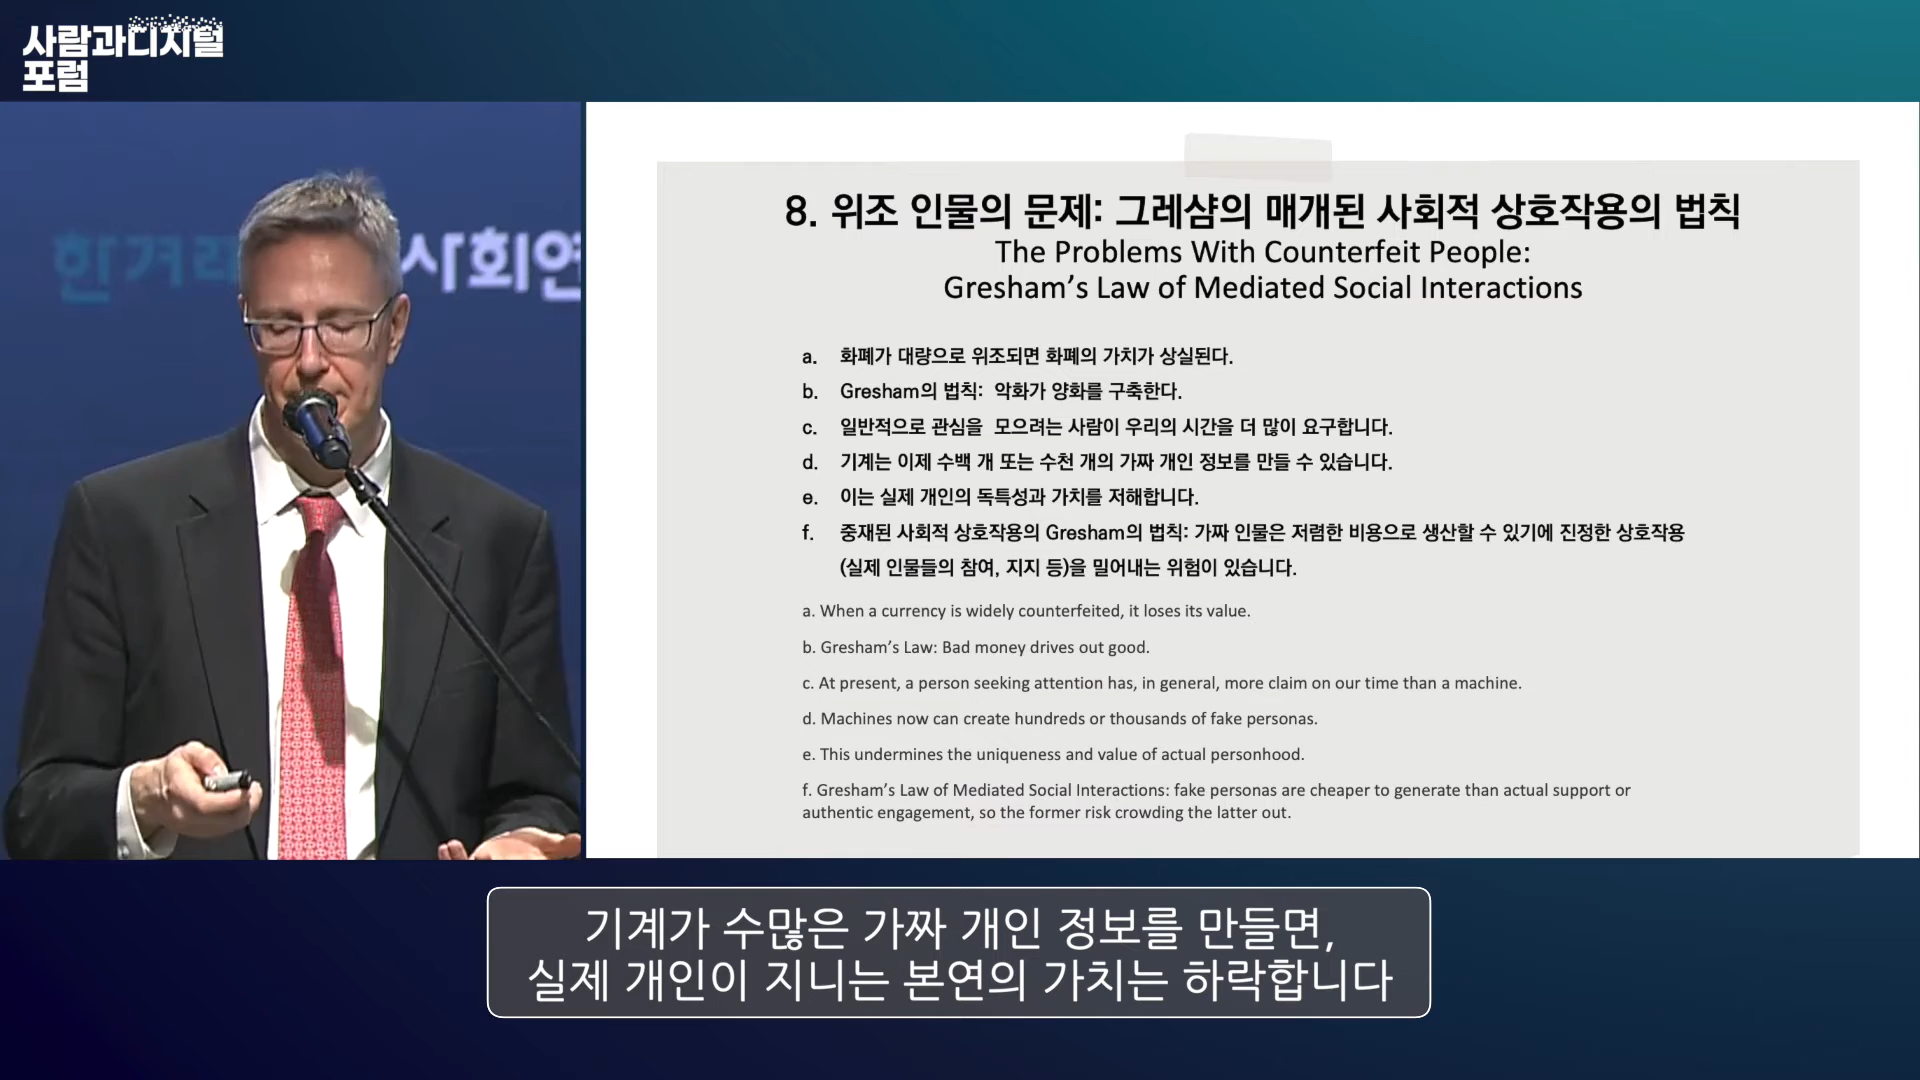 사람과디지털
포럼
한겨레
사회연
8. 위조 인물의 문제: 그레샴의 매개된 사회적 상호작용의 법칙
The Problems With Counterfeit People:
Gresham’s Law of Mediated Social Interactions
a. 화폐가 대량으로 위조되면 화폐의 가치가 상실된다.
b. Gresham의 법칙: 악화가 양화를 구축한다.
c. 일반적으로 관심을 모으려는 사람이 우리의 시간을 더 많이 요구합니다.
d. 기계는 이제 수백 개 또는 수천 개의 가짜 개인 정보를 만들 수 있습니다.
e. 이는 실제 개인의 독특성과 가치를 저해합니다.
f. 중재된 사회적 상호작용의 Gresham의 법칙: 가짜 인물은 저렴한 비용으로 생산할 수 있기에 진정한 상호작용
(실제 인물들의 참여, 지지 등)을 밀어내는 위험이 있습니다.
a. When a currency is widely counterfeited, it loses its value.
b. Gresham’s Law: Bad money drives out good.
c. At present, a person seeking attention has, in general, more claim on our time than a machine.
d. Machines now can create hundreds or thousands of fake personas.
e. This undermines the uniqueness and value of actual personhood.
f. Gresham’s Law of Mediated Social Interactions: fake personas are cheaper to generate than actual support or
authentic engagement, so the former risk crowding the latter out.
기계가 수많은 가짜 개인 정보를 만들면,
실제 개인이 지니는 본연의 가치는 하락합니다